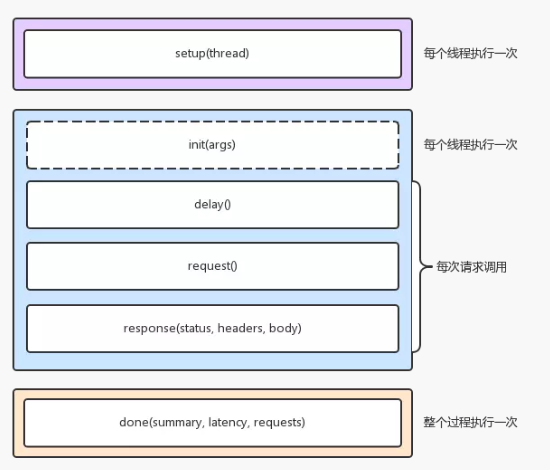 setup(thread)
每个线程执行一次
init(args)
每个线程执行一次
delay()
request()
每次请求调用
response(status, headers, body)
done(summary, latency, requests)
整个过程执行一次